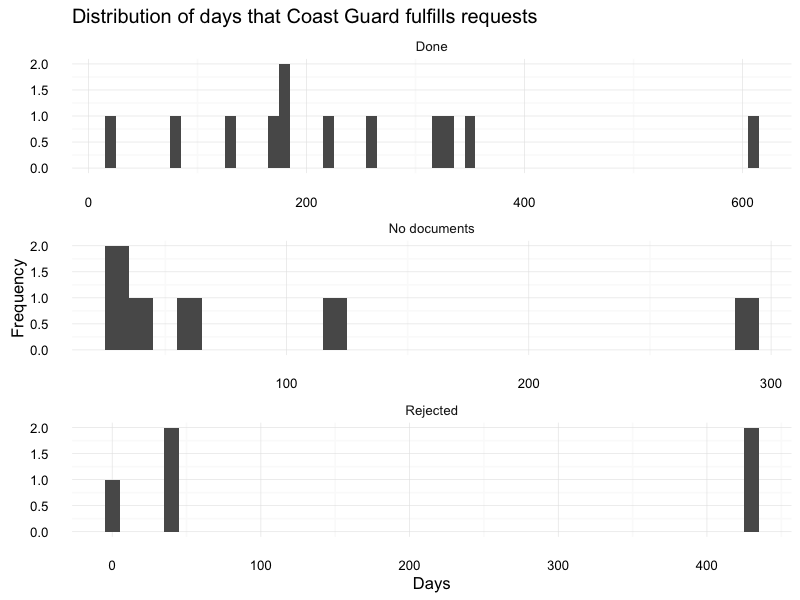 Distribution of days that Coast Guard fulfills requests
Done
2.0
1.5
1.0
0.5
0.0
0 200 400 600
No documents
2.0
1.5
1.0
0.5
0.0
100 200 300
Frequency
Rejected
2.0
1.5
1.0
0.5
0.0
0 100 200 300 400
Days